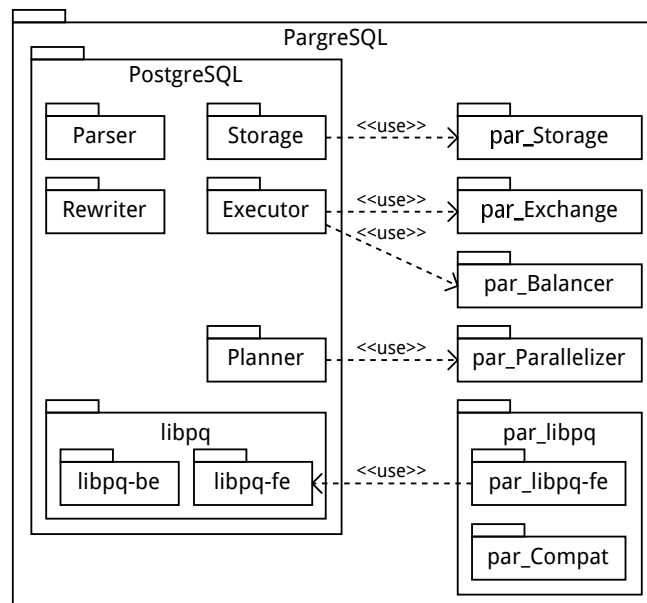 PargreSQL
PostgreSQL
Parser
Storage
<<use>>
par_Storage
Rewriter
Executor
<<use>>
par_Exchange
<<use>>
par_Balancer
Planner
<<use>>
par_Parallelizer
libpq
par_libpq
libpq-be
libpq-fe
<<use>>
par_libpq-fe
par_Compat